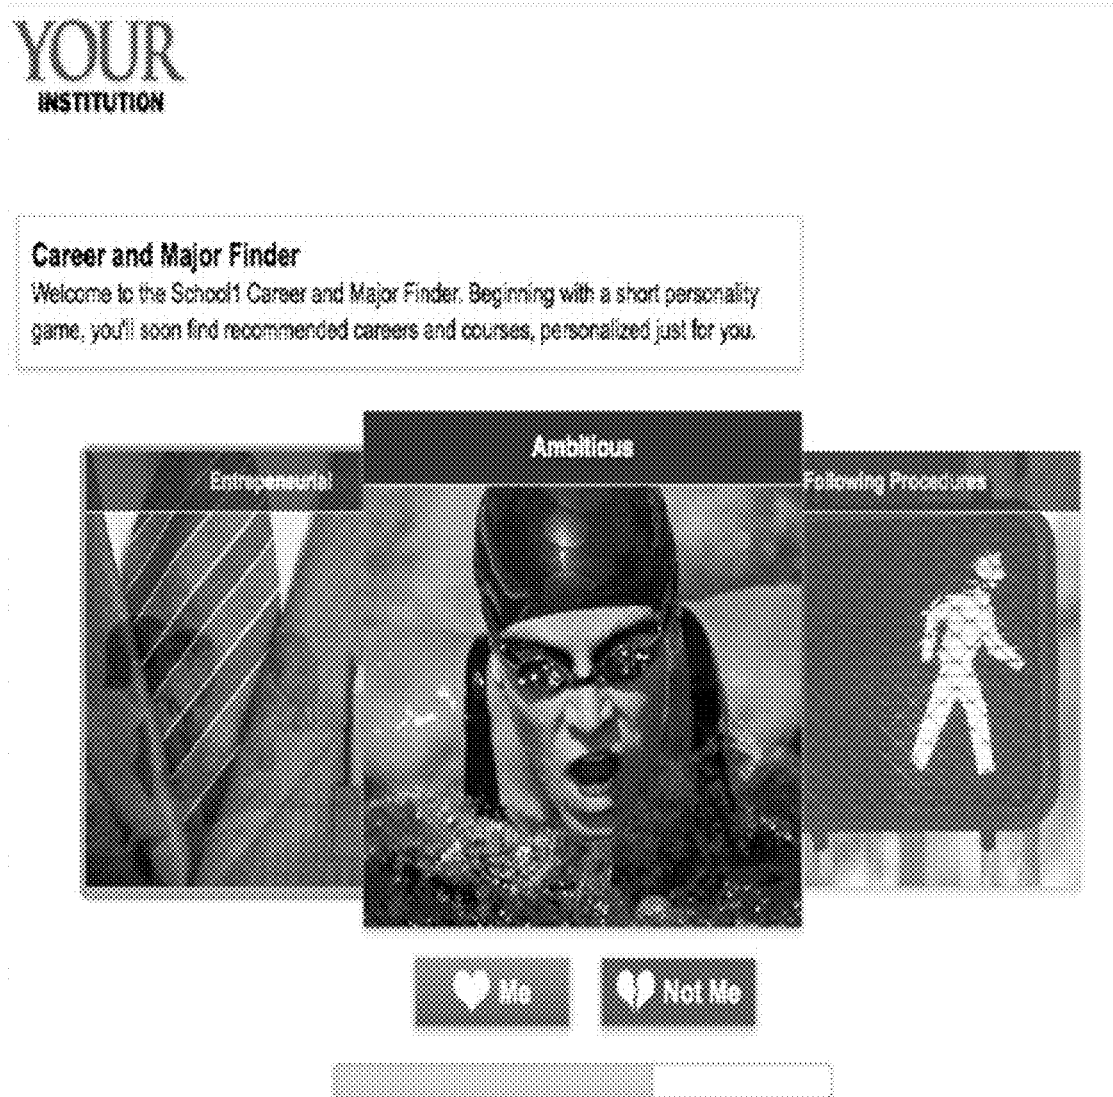 YOUR
INSTITUTION
Career and Major Finder
Welcome to the School1 Career and Major Finder. Beginning with a short personality
game, you'll soon find recommended careers and courses, personalized just for you.
Ambitious
Entrepeneurial
Following Procedures
Me
Not Me